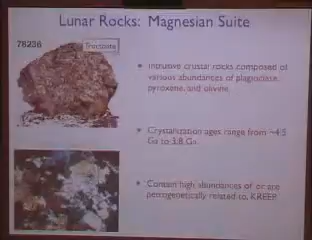 Lunar Rocks: Magnesian Suite
76236
Troctolite
• Intrusive crustal rocks composed of
various abundances of plagioclase,
pyroxene, and olivine.
• Crystallization ages range from ~4.5
Ga to 3.8 Ga.
• Contain high abundances of or are
petrogenetically related to, KREEP.